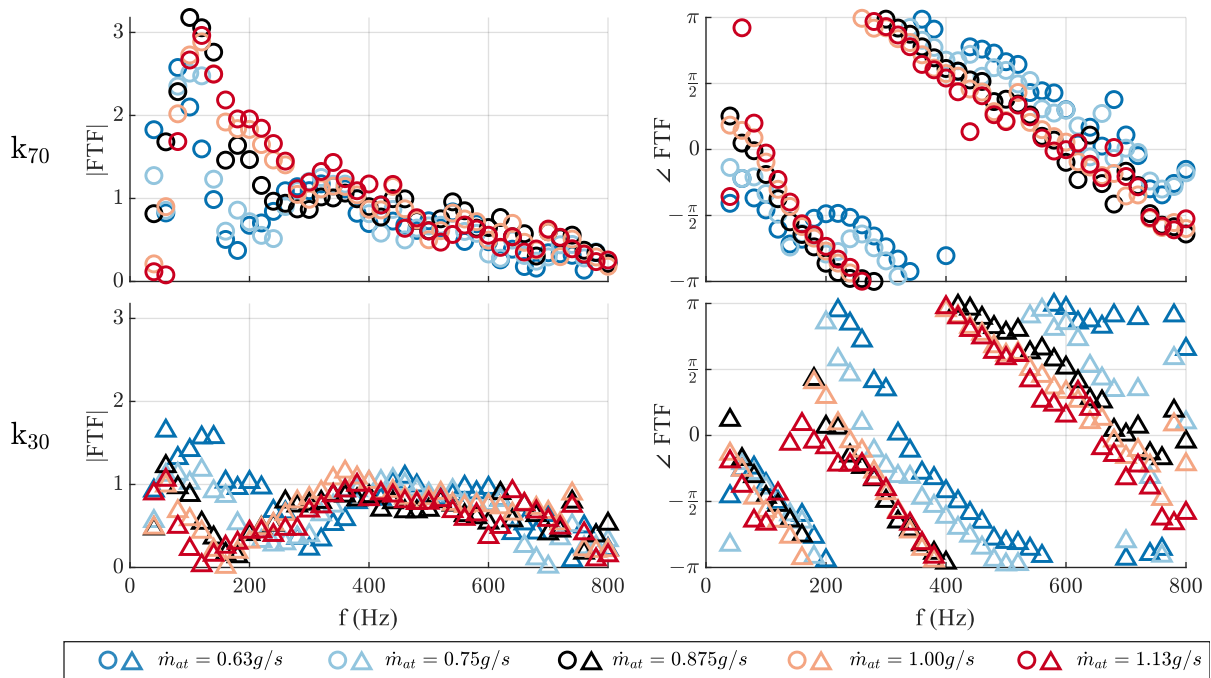 3
2
1
0
|FTF|
k70
π
π/2
0
−π/2
−π
∠ FTF
3
2
1
0
|FTF|
k30
200 400 600 800
f (Hz)
π
π/2
0
−π/2
−π
∠ FTF
0 200 400 600 800
f (Hz)
ṁat = 0.63g/s ṁat = 0.75g/s ṁat = 0.875g/s ṁat = 1.00g/s ṁat = 1.13g/s